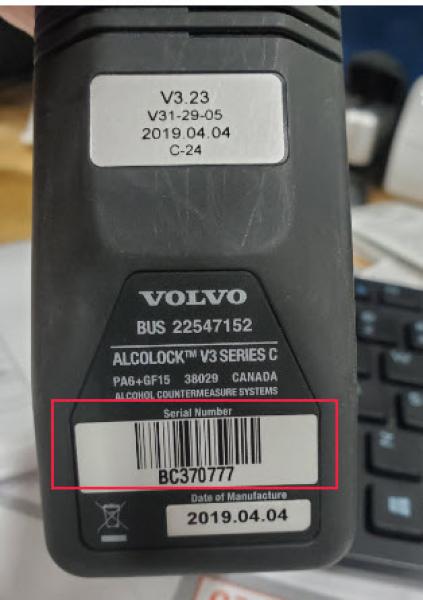 V3.23
V31-29-05
2019.04.04
C-24
VOLVO
BUS 22547152
ALCOLOCK™ V3 SERIES C
PA6+GF15 38029 CANADA
ALCOHOL COUNTERMEASURE SYSTEMS
Serial Number
BC370777
Date of Manufacture
2019.04.04